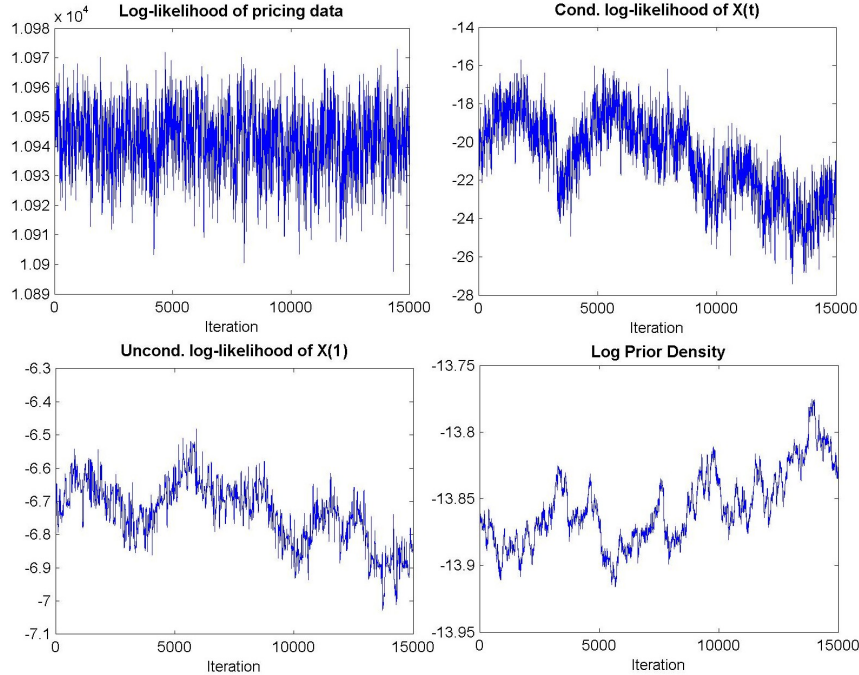 Log-likelihood of pricing data
x 10⁴
1.098
1.097
1.096
1.095
1.094
1.093
1.092
1.091
1.09
1.089
0 5000 10000 15000
Iteration
Cond. log-likelihood of X(t)
-14
-16
-18
-20
-22
-24
-26
-28
0 5000 10000 15000
Iteration
Uncond. log-likelihood of X(1)
-6.3
-6.4
-6.5
-6.6
-6.7
-6.8
-6.9
-7
-7.1
0 5000 10000 15000
Iteration
Log Prior Density
-13.75
-13.8
-13.85
-13.9
-13.95
0 5000 10000 15000
Iteration